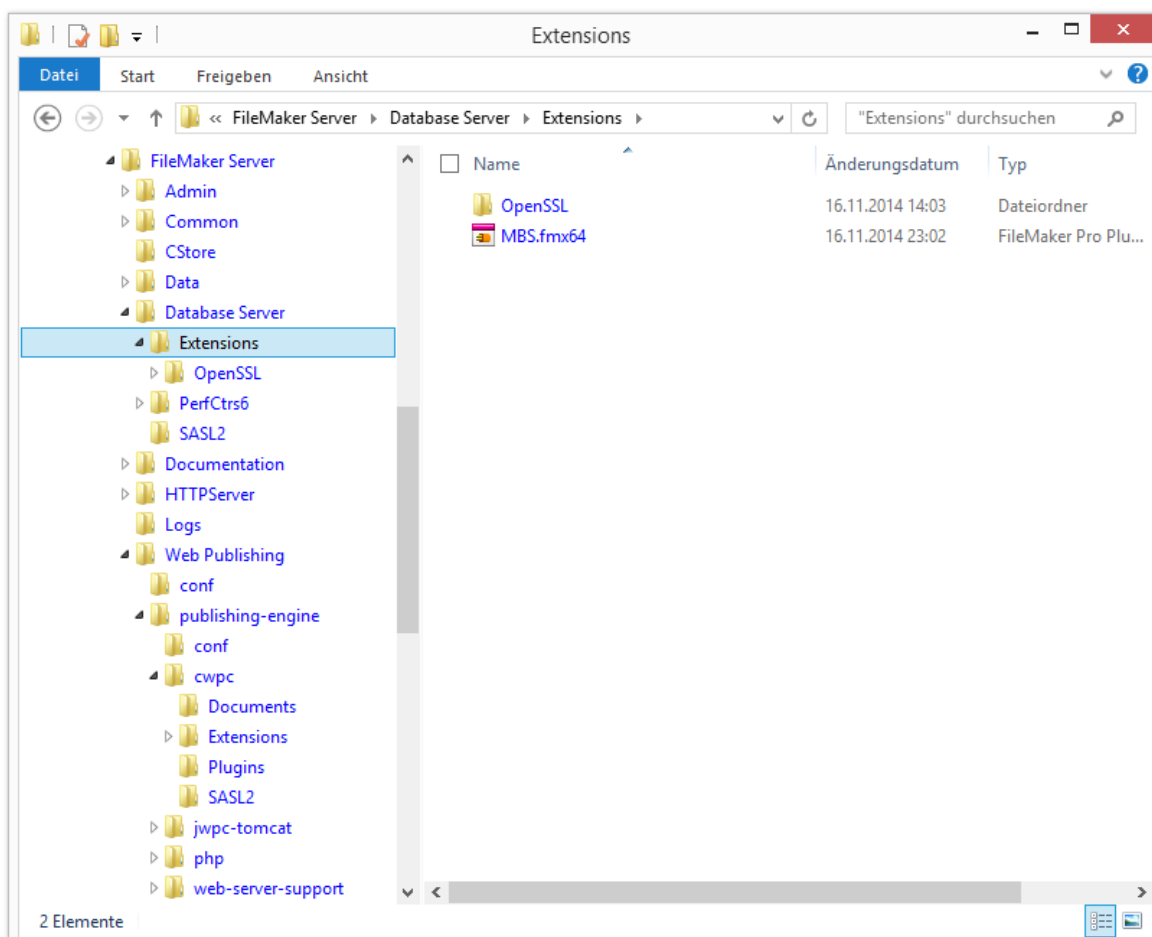 Extensions
Datei Start Freigeben Ansicht
« FileMaker Server Database Server Extensions "Extensions" durchsuchen
FileMaker Server
Admin
Common
CStore
Data
Database Server
Extensions
OpenSSL
PerfCtrs6
SASL2
Documentation
HTTPServer
Logs
Web Publishing
conf
publishing-engine
conf
cwpc
Documents
Extensions
Plugins
SASL2
jwpc-tomcat
php
web-server-support
Name Änderungsdatum Typ
OpenSSL 16.11.2014 14:03 Dateiordner
MBS.fmx64 16.11.2014 23:02 FileMaker Pro Plu...
2 Elemente